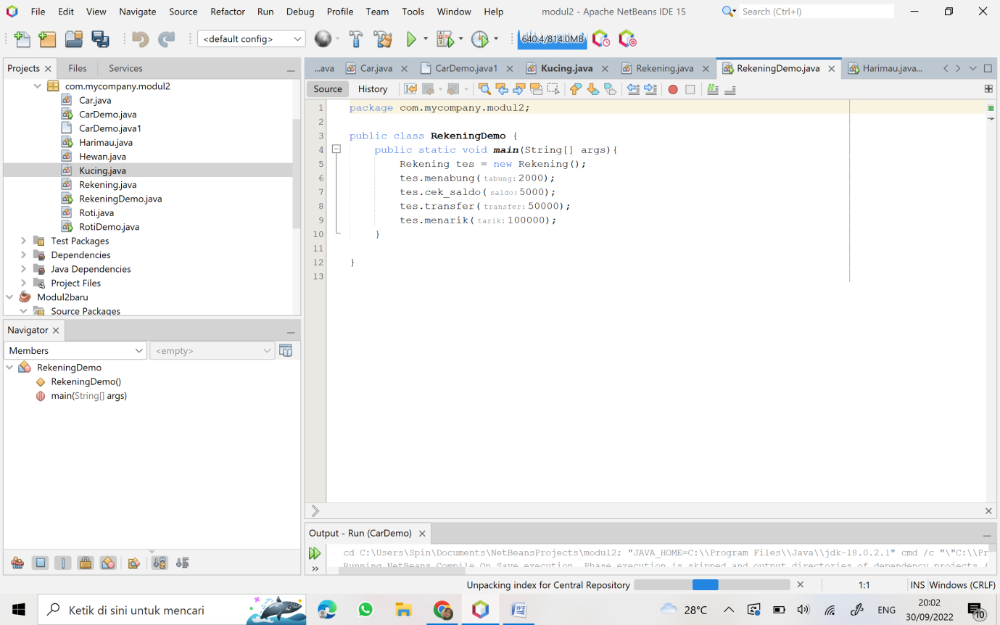 File Edit View Navigate Source Refactor Run Debug Profile Team Tools Window Help modul2 - Apache NetBeans IDE 15 Search (Ctrl+I)
<default config> 640.4/814.0MB
Projects Files Services
...ava Car.java CarDemo.java1 Kucing.java Rekening.java RekeningDemo.java Harimau.java...
Source History
com.mycompany.modul2
Car.java
CarDemo.java
CarDemo.java1
Harimau.java
Hewan.java
Kucing.java
Rekening.java
RekeningDemo.java
Roti.java
RotiDemo.java
Test Packages
Dependencies
Java Dependencies
Project Files
Modul2baru
Source Packages
1 package com.mycompany.modul2;
2
3 public class RekeningDemo {
4 public static void main(String[] args){
5 Rekening tes = new Rekening();
6 tes.menabung( tabung: 2000);
7 tes.cek_saldo( saldo: 5000);
8 tes.transfer( transfer: 50000);
9 tes.menarik( tarik: 100000);
10 }
11
12 }
13
Navigator
Members <empty>
RekeningDemo
RekeningDemo()
main(String[] args)
Output - Run (CarDemo)
cd C:\Users\Spin\Documents\NetBeansProjects\modul2; "JAVA_HOME=C:\\Program Files\\Java\\jdk-18.0.2.1" cmd /c "\"C:\\Pr
Running NetBeans Compile On Save execution. Phase execution is skipped and output directories of dependency projects (
Unpacking index for Central Repository 1:1 INS Windows (CRLF)
Ketik di sini untuk mencari 28°C ENG 20:02
30/09/2022 10